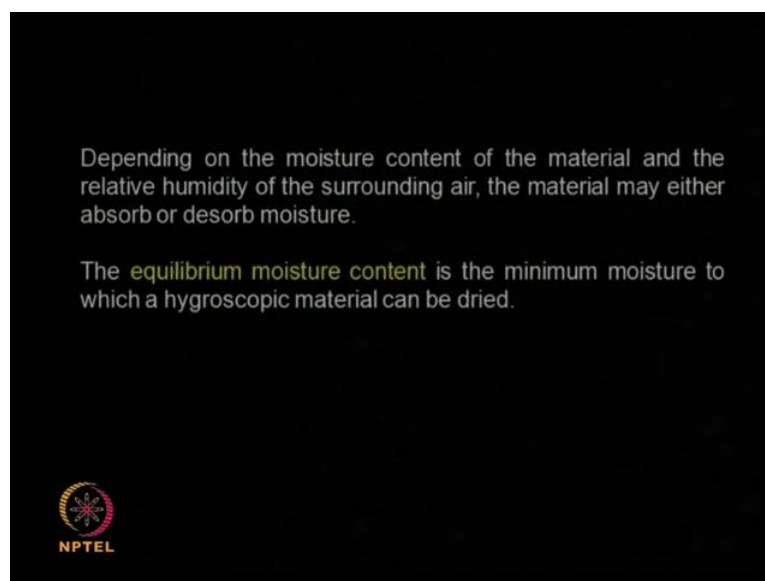 Depending on the moisture content of the material and the
relative humidity of the surrounding air, the material may either
absorb or desorb moisture.
The equilibrium moisture content is the minimum moisture to
which a hygroscopic material can be dried.
NPTEL